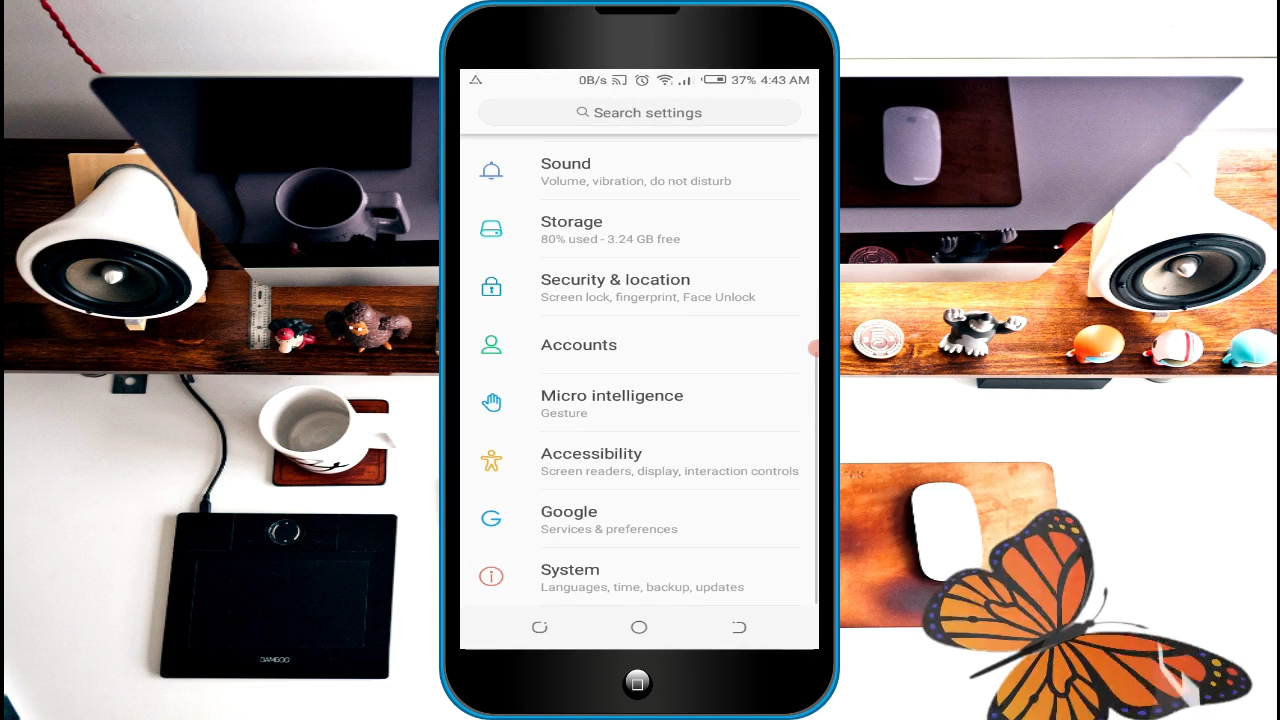 0B/s 37% 4:43 AM
Search settings
Sound
Volume, vibration, do not disturb
Storage
80% used - 3.24 GB free
Security & location
Screen lock, fingerprint, Face Unlock
Accounts
Micro intelligence
Gesture
Accessibility
Screen readers, display, interaction controls
Google
Services & preferences
System
Languages, time, backup, updates
BAMBOO